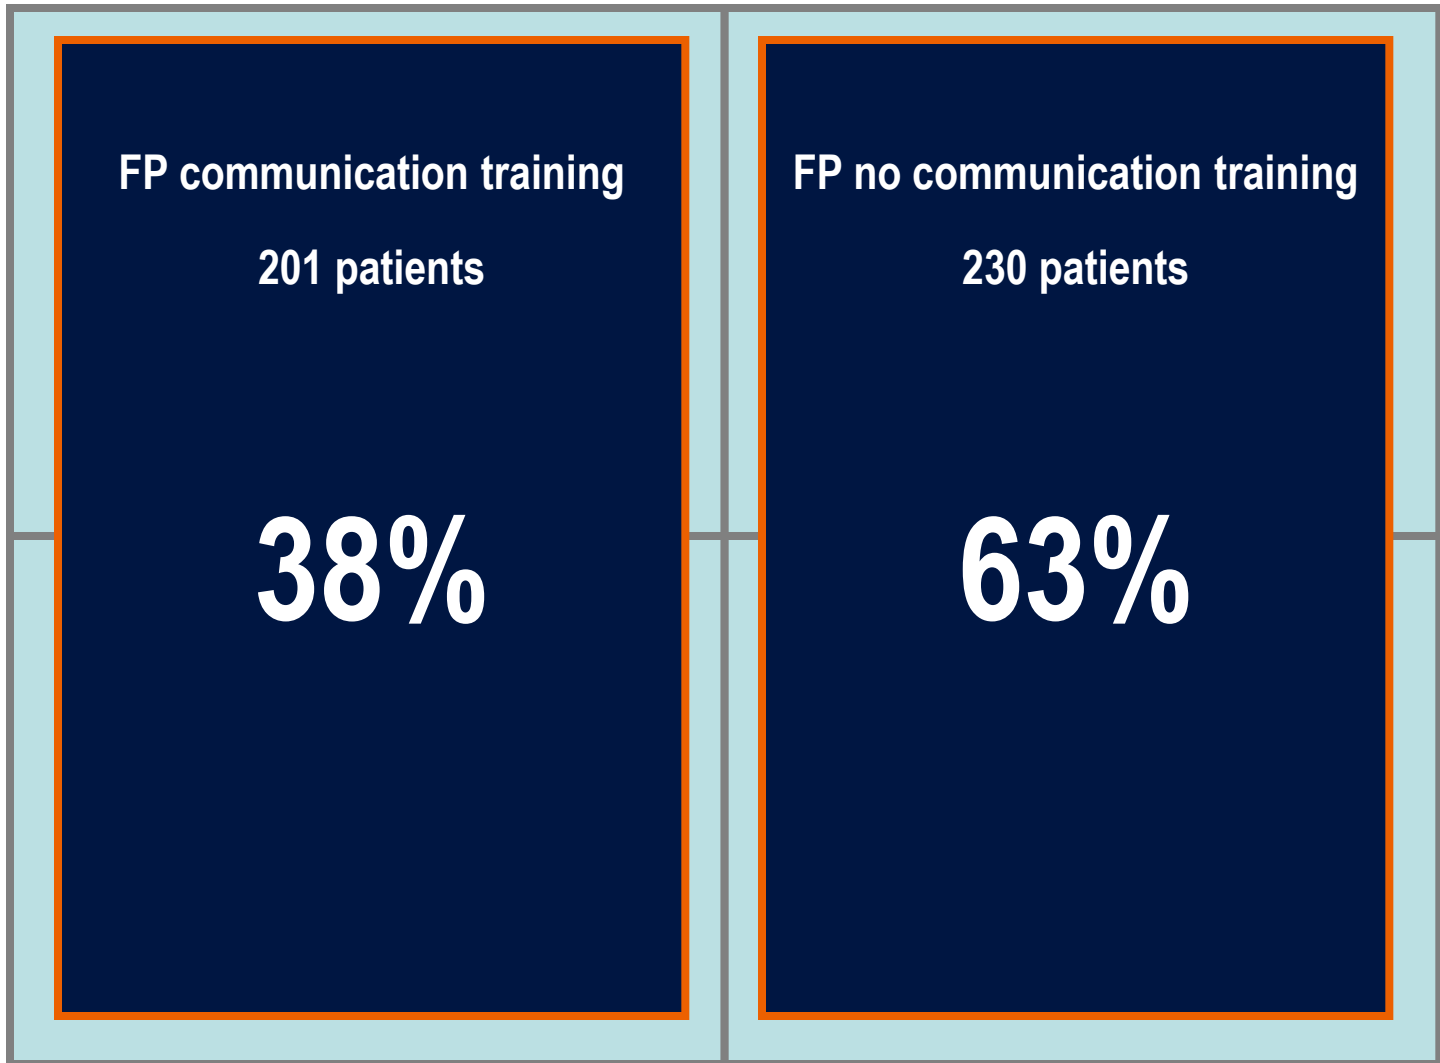 FP communication training
201 patients
38%
FP no communication training
230 patients
63%